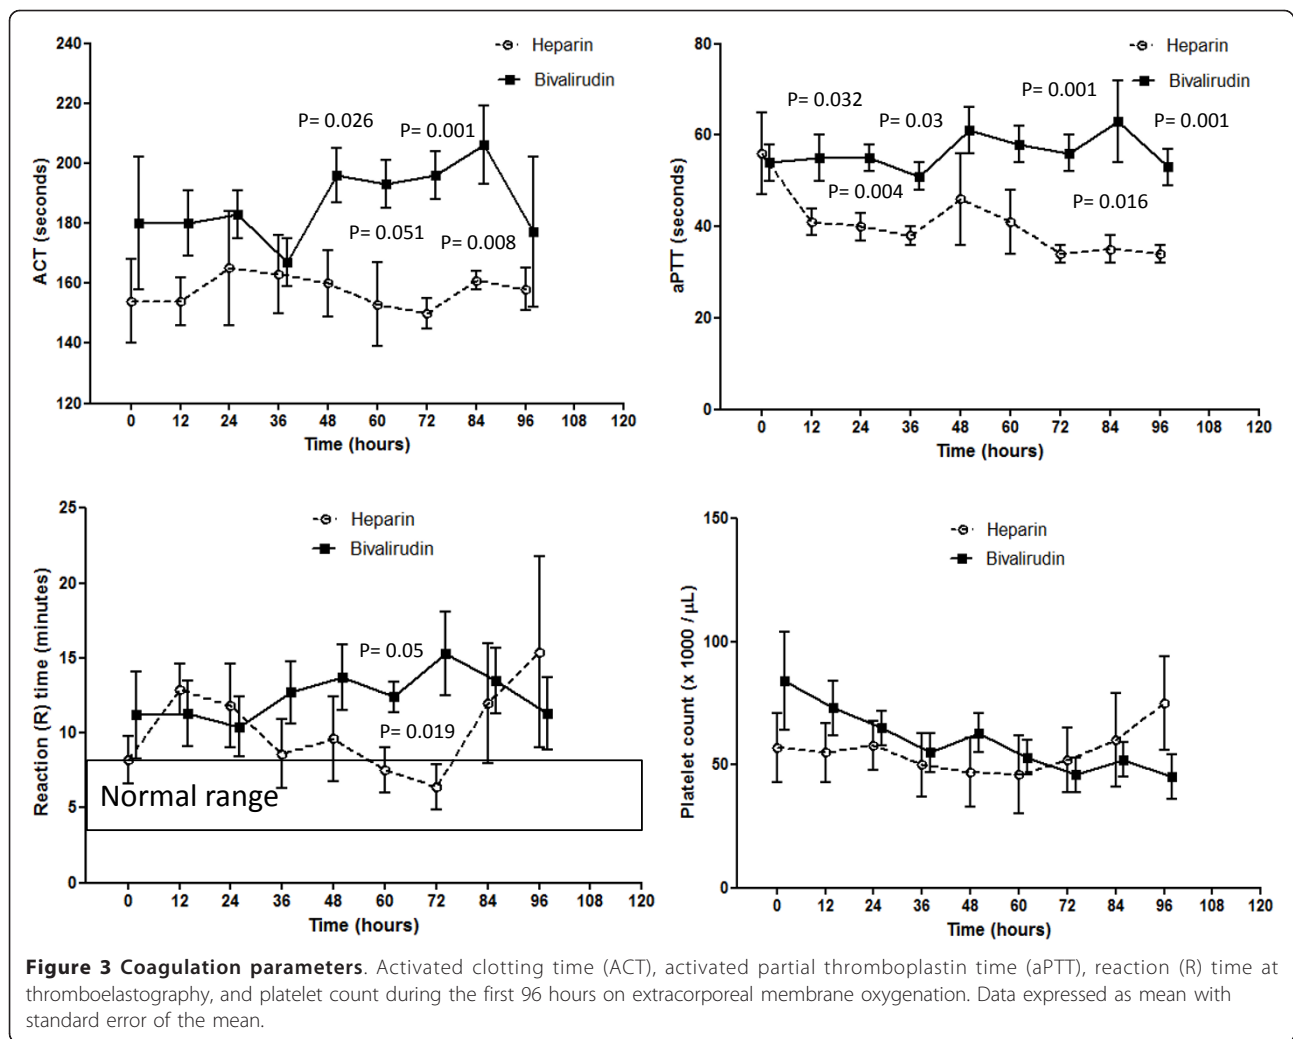 240
220
200
180
160
140
120
ACT (seconds)
Heparin
Bivalirudin
P= 0.026
P= 0.001
P= 0.051
P= 0.008
0 12 24 36 48 60 72 84 96 108 120
Time (hours)
80
60
40
20
0
aPTT (seconds)
Heparin
Bivalirudin
P= 0.032
P= 0.001
P= 0.03
P= 0.001
P= 0.004
P= 0.016
0 12 24 36 48 60 72 84 96 108 120
Time (hours)
25
20
15
10
5
0
Reaction (R) time (minutes)
Heparin
Bivalirudin
P= 0.05
P= 0.019
Normal range
0 12 24 36 48 60 72 84 96 108 120
Time (hours)
150
100
50
0
Platelet count (x 1000 / µL)
Heparin
Bivalirudin
0 12 24 36 48 60 72 84 96 108 120
Time (hours)
Figure 3 Coagulation parameters. Activated clotting time (ACT), activated partial thromboplastin time (aPTT), reaction (R) time at
thromboelastography, and platelet count during the first 96 hours on extracorporeal membrane oxygenation. Data expressed as mean with
standard error of the mean.